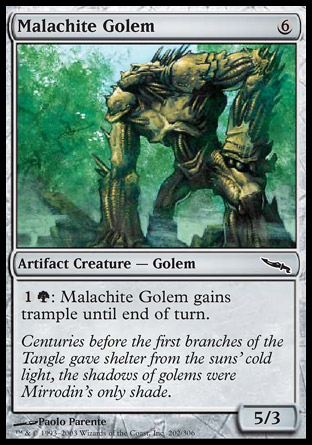 Malachite Golem 6
Artifact Creature — Golem
1 : Malachite Golem gains
trample until end of turn.
Centuries before the first branches of the
Tangle gave shelter from the suns' cold
light, the shadows of golems were
Mirrodin's only shade.
Paolo Parente
™ & © 1993–2003 Wizards of the Coast, Inc. 202/306
5/3